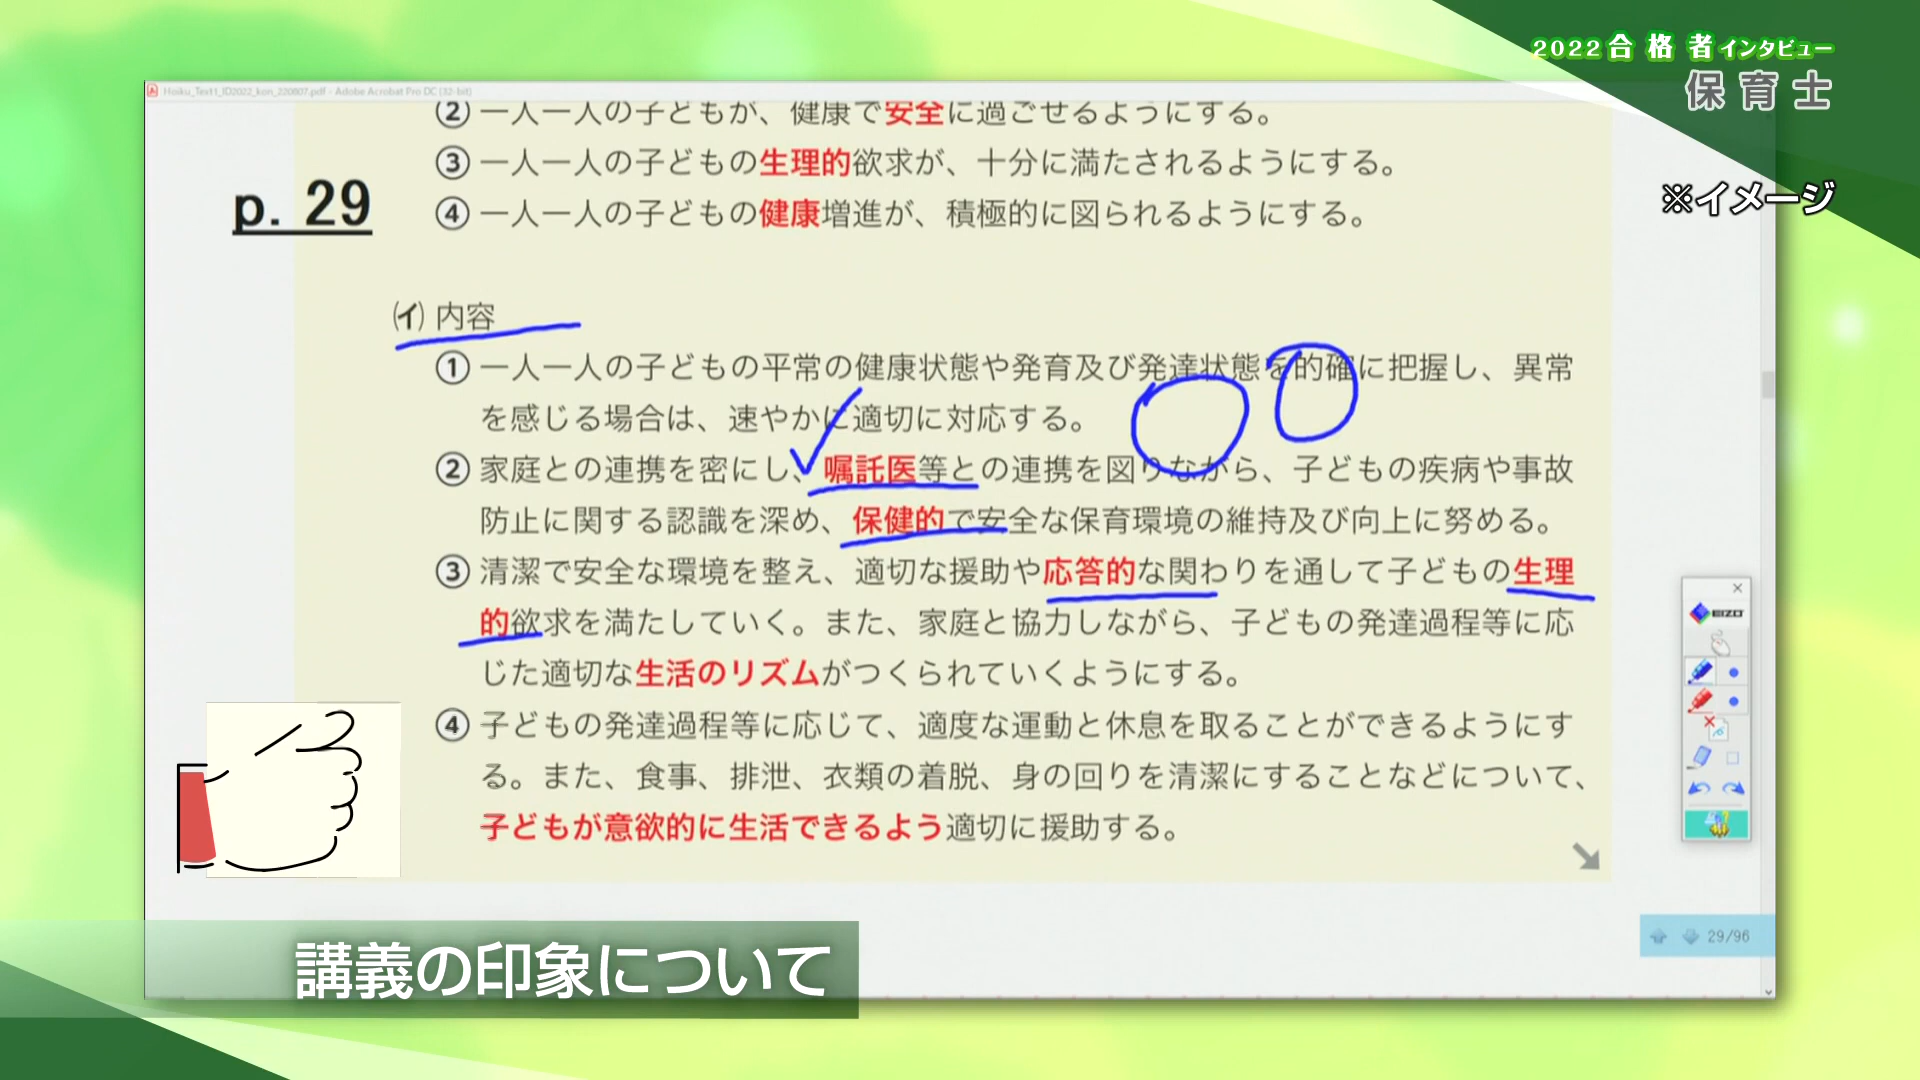 2022合格者インタビュー
保育士
※イメージ
Hoiku_Text1_ID2022_kon_220807.pdf - Adobe Acrobat Pro DC (32-bit)
② 一人一人の子どもが、健康で安全に過ごせるようにする。
③ 一人一人の子どもの生理的欲求が、十分に満たされるようにする。
p. 29
④ 一人一人の子どもの健康増進が、積極的に図られるようにする。
(イ) 内容
① 一人一人の子どもの平常の健康状態や発育及び発達状態を的確に把握し、異常
を感じる場合は、速やかに適切に対応する。
② 家庭との連携を密にし、嘱託医等との連携を図りながら、子どもの疾病や事故
防止に関する認識を深め、保健的で安全な保育環境の維持及び向上に努める。
③ 清潔で安全な環境を整え、適切な援助や応答的な関わりを通して子どもの生理
的欲求を満たしていく。また、家庭と協力しながら、子どもの発達過程等に応
じた適切な生活のリズムがつくられていくようにする。
④ 子どもの発達過程等に応じて、適度な運動と休息を取ることができるようにす
る。また、食事、排泄、衣類の着脱、身の回りを清潔にすることなどについて、
子どもが意欲的に生活できるよう適切に援助する。
EIZO
29/96
講義の印象について